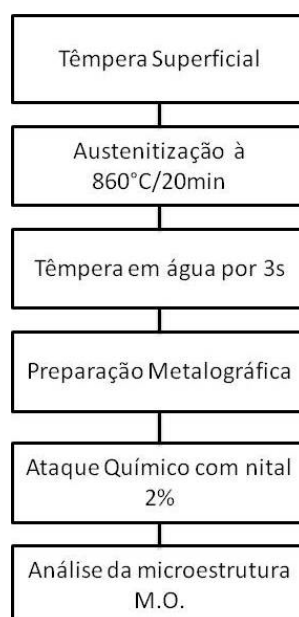 Têmpera Superficial
Austenitização à
860°C/20min
Têmpera em água por 3s
Preparação Metalográfica
Ataque Químico com nital
2%
Análise da microestrutura
M.O.